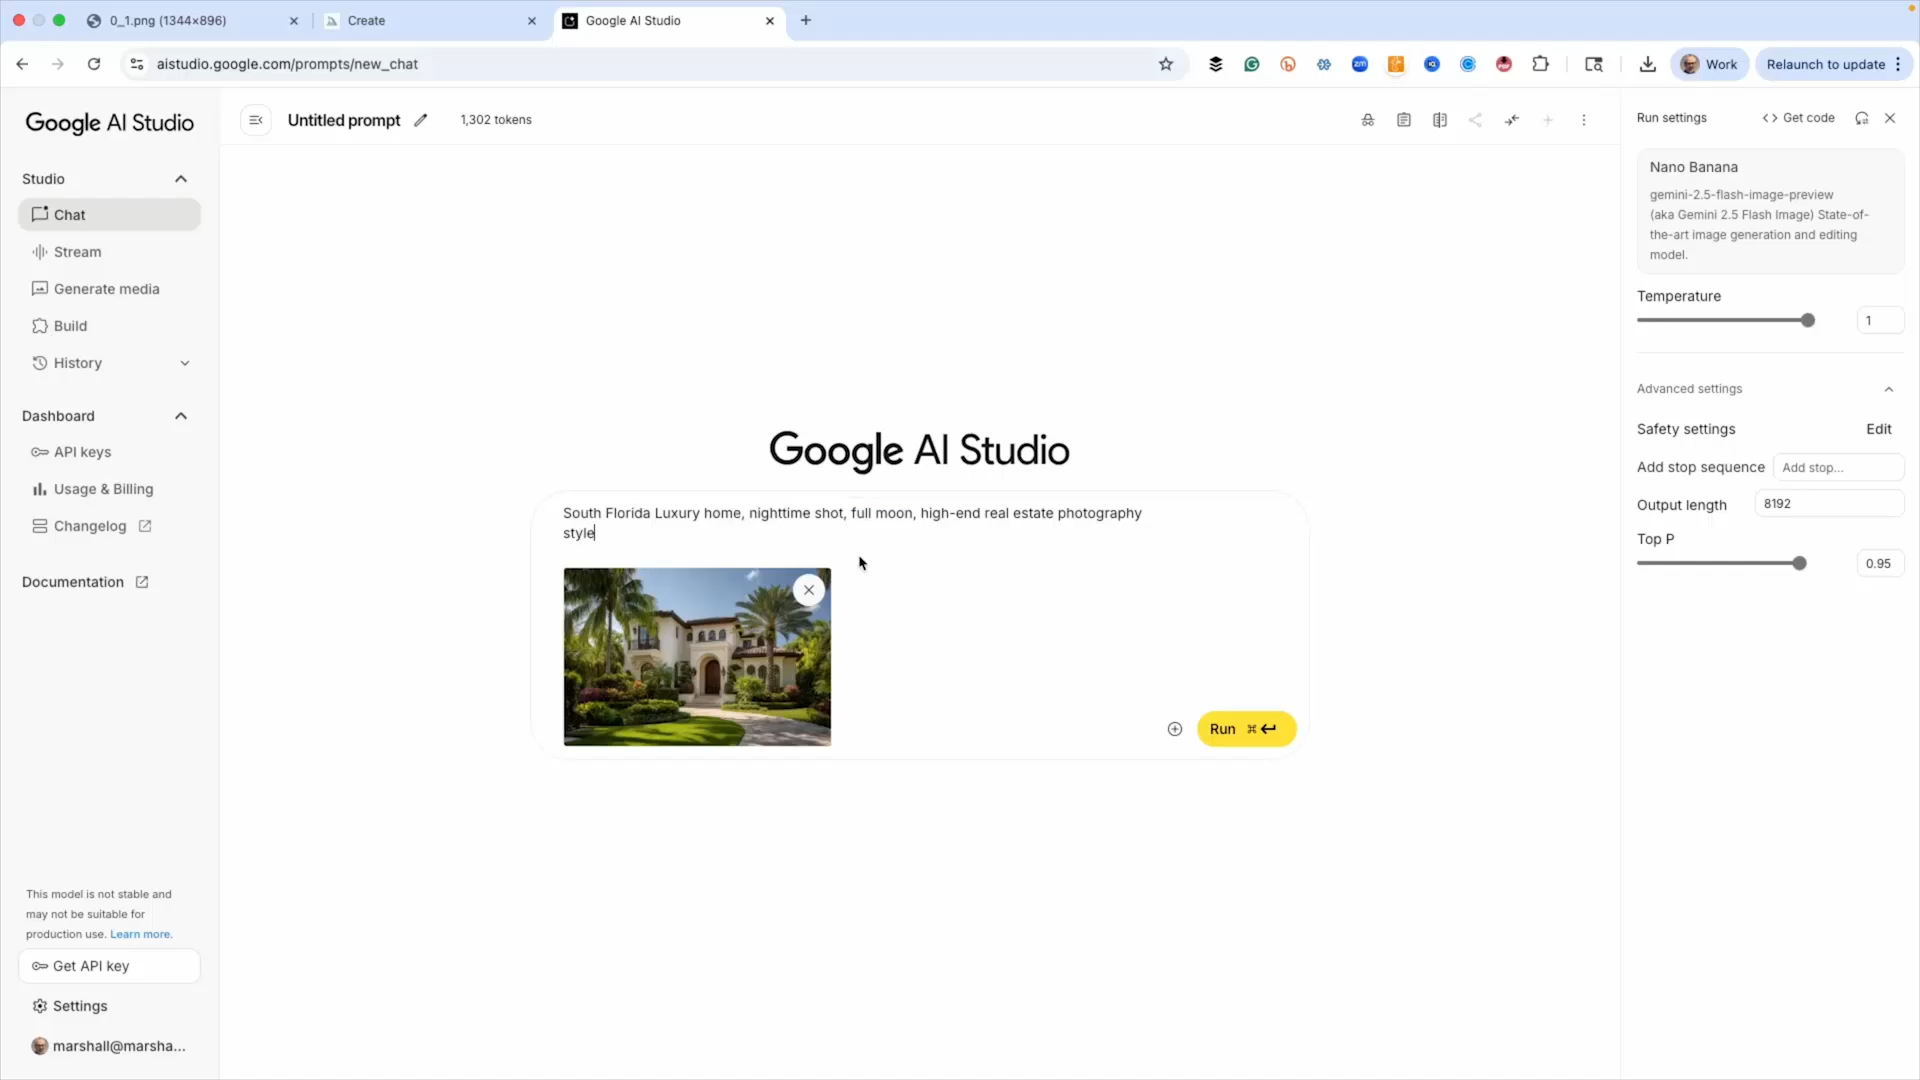 0_1.png (1344×896)
Create
Google AI Studio
aistudio.google.com/prompts/new_chat
zm
Work
Relaunch to update
Google AI Studio
Untitled prompt
1,302 tokens
Studio
Chat
Stream
Generate media
Build
History
Dashboard
API keys
Usage & Billing
Changelog
Documentation
This model is not stable and
may not be suitable for
production use. Learn more.
Get API key
Settings
marshall@marsha...
Google AI Studio
South Florida Luxury home, nighttime shot, full moon, high-end real estate photography
style
Run ⌘ ↵
Run settings
<> Get code
Nano Banana
gemini-2.5-flash-image-preview
(aka Gemini 2.5 Flash Image) State-of-
the-art image generation and editing
model.
Temperature
1
Advanced settings
Safety settings
Edit
Add stop sequence
Add stop...
Output length
8192
Top P
0.95